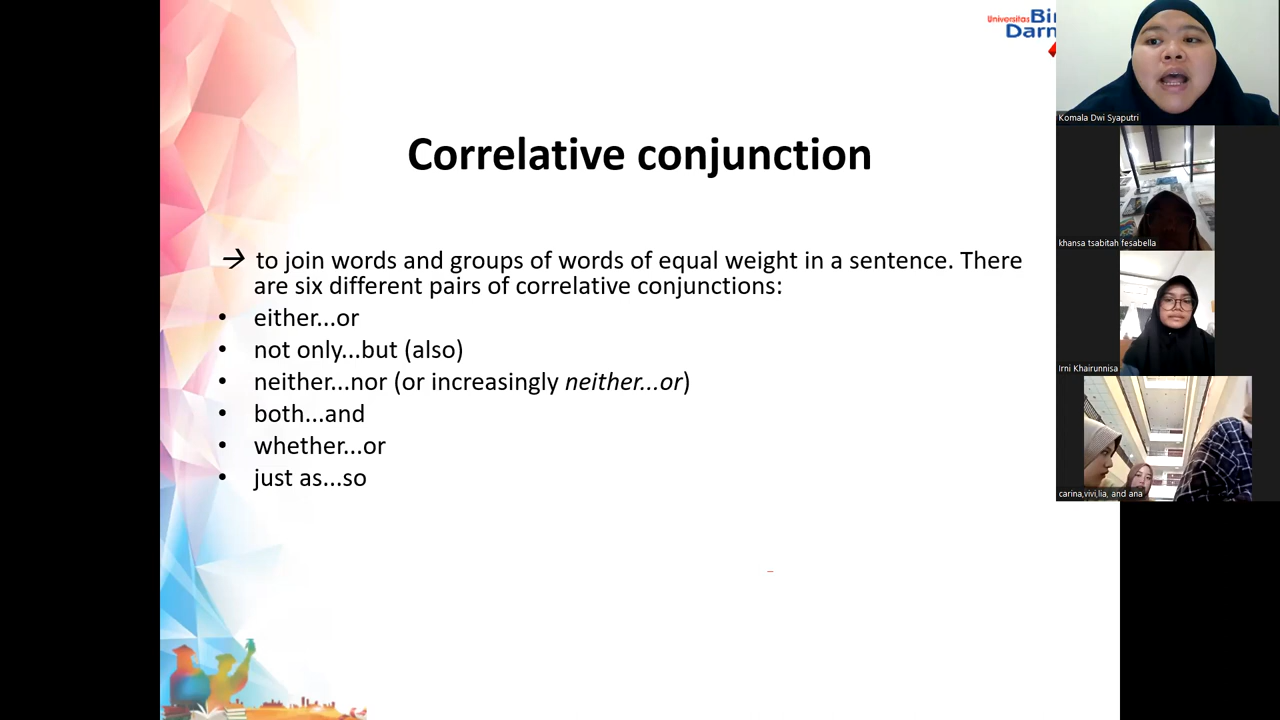 Universitas Bi
Darn
Correlative conjunction
→ to join words and groups of words of equal weight in a sentence. There
are six different pairs of correlative conjunctions:
• either...or
• not only...but (also)
• neither...nor (or increasingly neither...or)
• both...and
• whether...or
• just as...so
Komala Dwi Syaputri
khansa tsabitah fesabella
Irni Khairunnisa
carina,vivi,lia, and ana